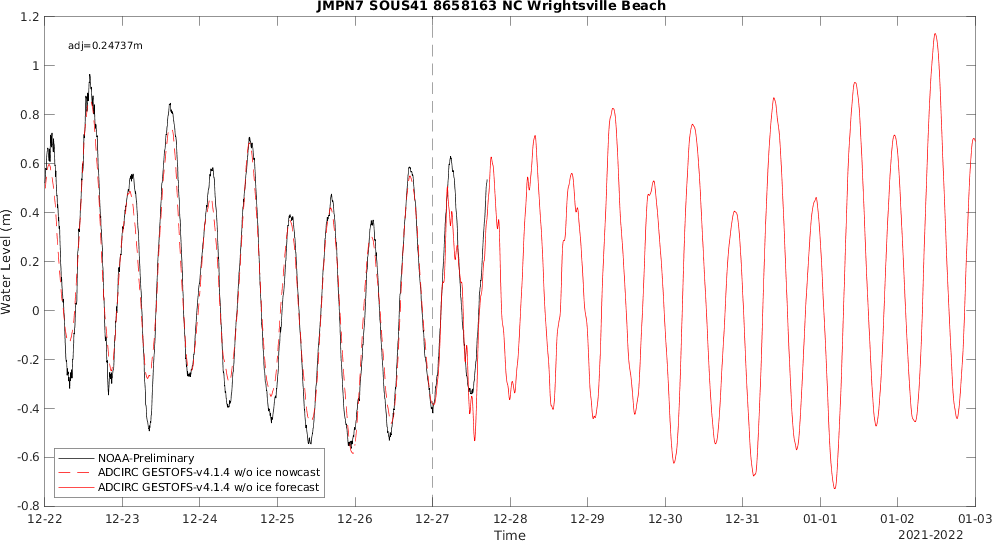 JMPN7 SOUS41 8658163 NC Wrightsville Beach
1.2
adj=0.24737m
1
0.8
0.6
0.4
0.2
0
-0.2
-0.4
-0.6
-0.8
Water Level (m)
NOAA-Preliminary
ADCIRC GESTOFS-v4.1.4 w/o ice nowcast
ADCIRC GESTOFS-v4.1.4 w/o ice forecast
12-22 12-23 12-24 12-25 12-26 12-27 12-28 12-29 12-30 12-31 01-01 01-02 01-03
Time
2021-2022